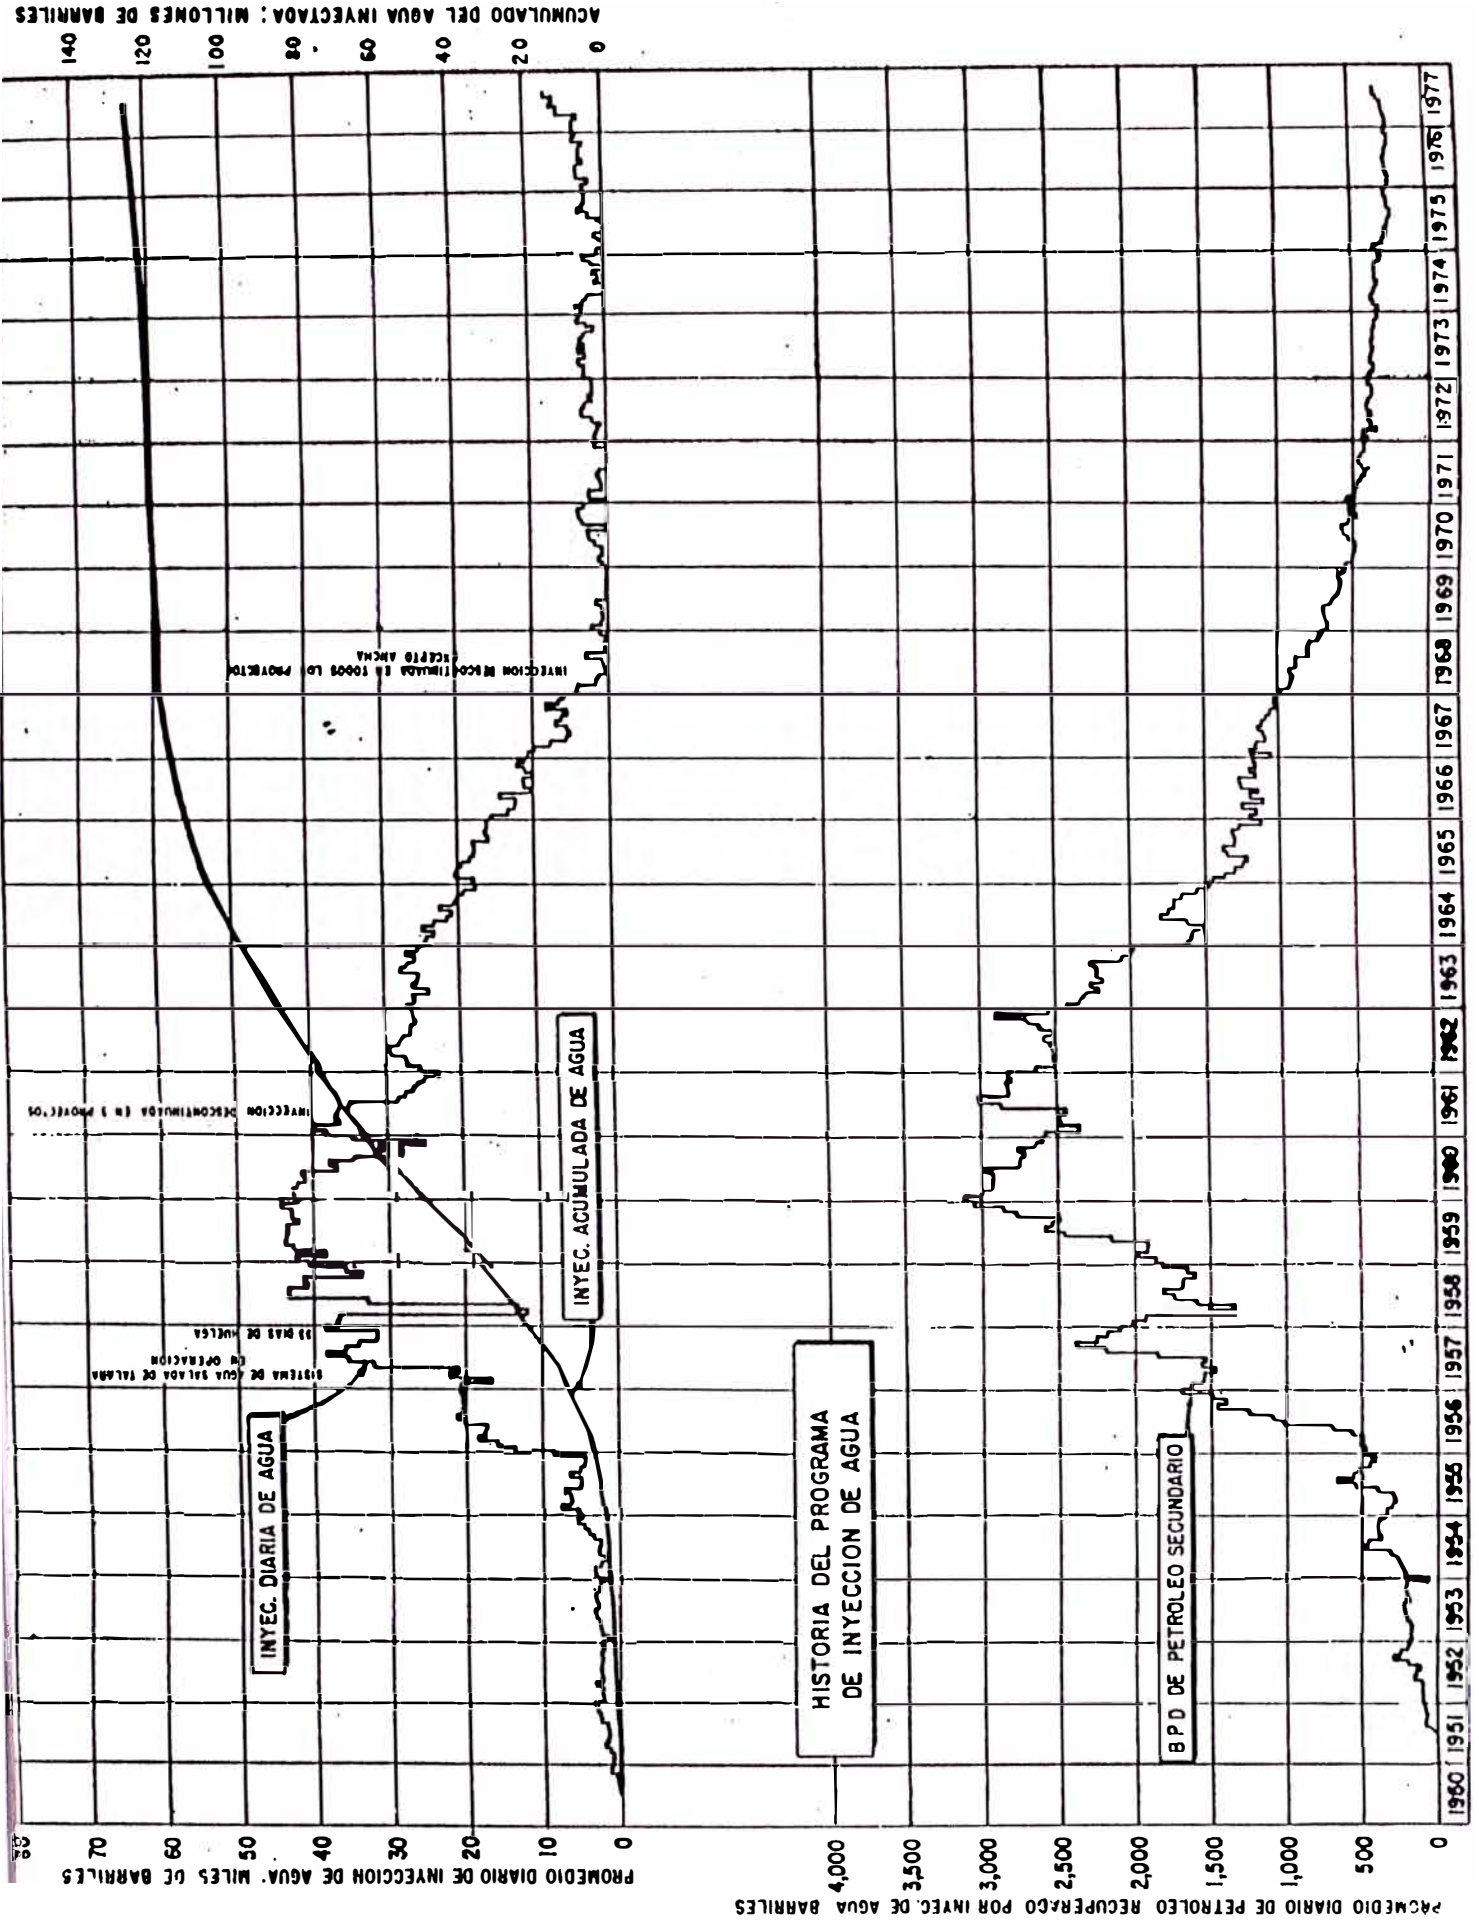 HISTORIA DEL PROGRAMA
DE INYECCION DE AGUA
ACUMULADO DEL AGUA INYECTADA: MILLONES DE BARRILES
140
120
100
80
60
40
20
0
PROMEDIO DIARIO DE INYECCION DE AGUA: MILES DE BARRILES
70
60
50
40
30
20
10
0
INYEC. DIARIA DE AGUA
SISTEMA DE AGUA SALADA DE TALARA
EN OPERACION
33 DIAS DE HUELGA
INYECCION DESCONTINUADA EN 3 PROYECTOS
INYEC. ACUMULADA DE AGUA
INYECCION DESCONTINUADA EN TODOS LOS PROYECTOS
EXCEPTO ANCHA
PROMEDIO DIARIO DE PETROLEO RECUPERADO POR INYEC. DE AGUA BARRILES
4,000
3,500
3,000
2,500
2,000
1,500
1,000
500
0
BPD DE PETROLEO SECUNDARIO
1950 1951 1952 1953 1954 1955 1956 1957 1958 1959 1960 1961 1962 1963 1964 1965 1966 1967 1968 1969 1970 1971 1972 1973 1974 1975 1976 1977